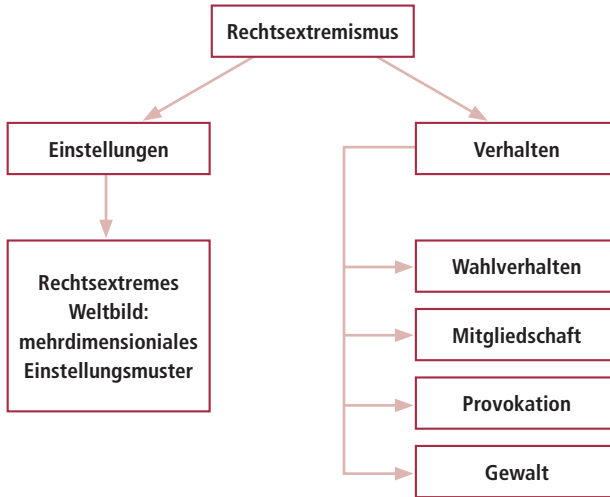 Rechtsextremismus
Einstellungen
Verhalten
Rechtsextremes
Weltbild:
mehrdimensioniales
Einstellungsmuster
Wahlverhalten
Mitgliedschaft
Provokation
Gewalt